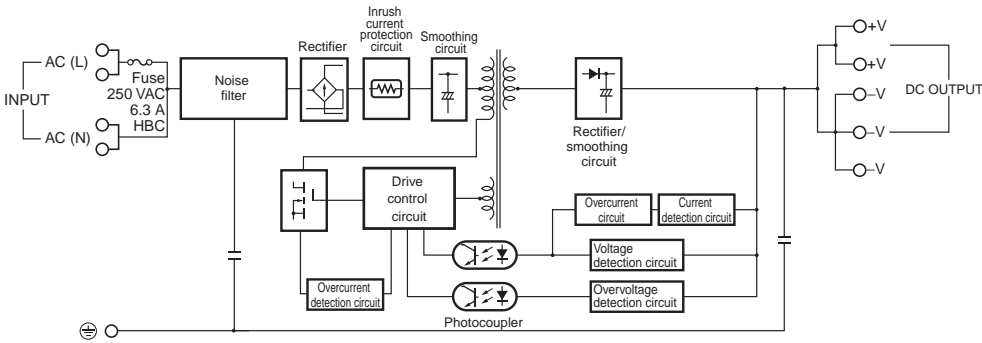 INPUT
AC (L)
AC (N)
Fuse
250 VAC
6.3 A
HBC
Noise
filter
Rectifier
Inrush
current
protection
circuit
Smoothing
circuit
Rectifier/
smoothing
circuit
Drive
control
circuit
Overcurrent
detection circuit
Overcurrent
circuit
Current
detection circuit
Voltage
detection circuit
Overvoltage
detection circuit
Photocoupler
+V
+V
–V
–V
–V
DC OUTPUT